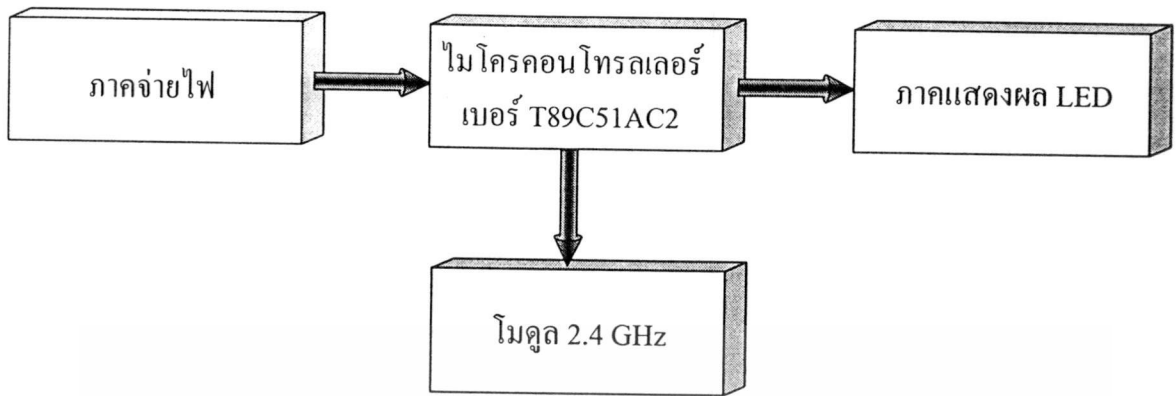 ภาคจ่ายไฟ
ไมโครคอนโทรลเลอร์
เบอร์ T89C51AC2
ภาคแสดงผล LED
โมดูล 2.4 GHz